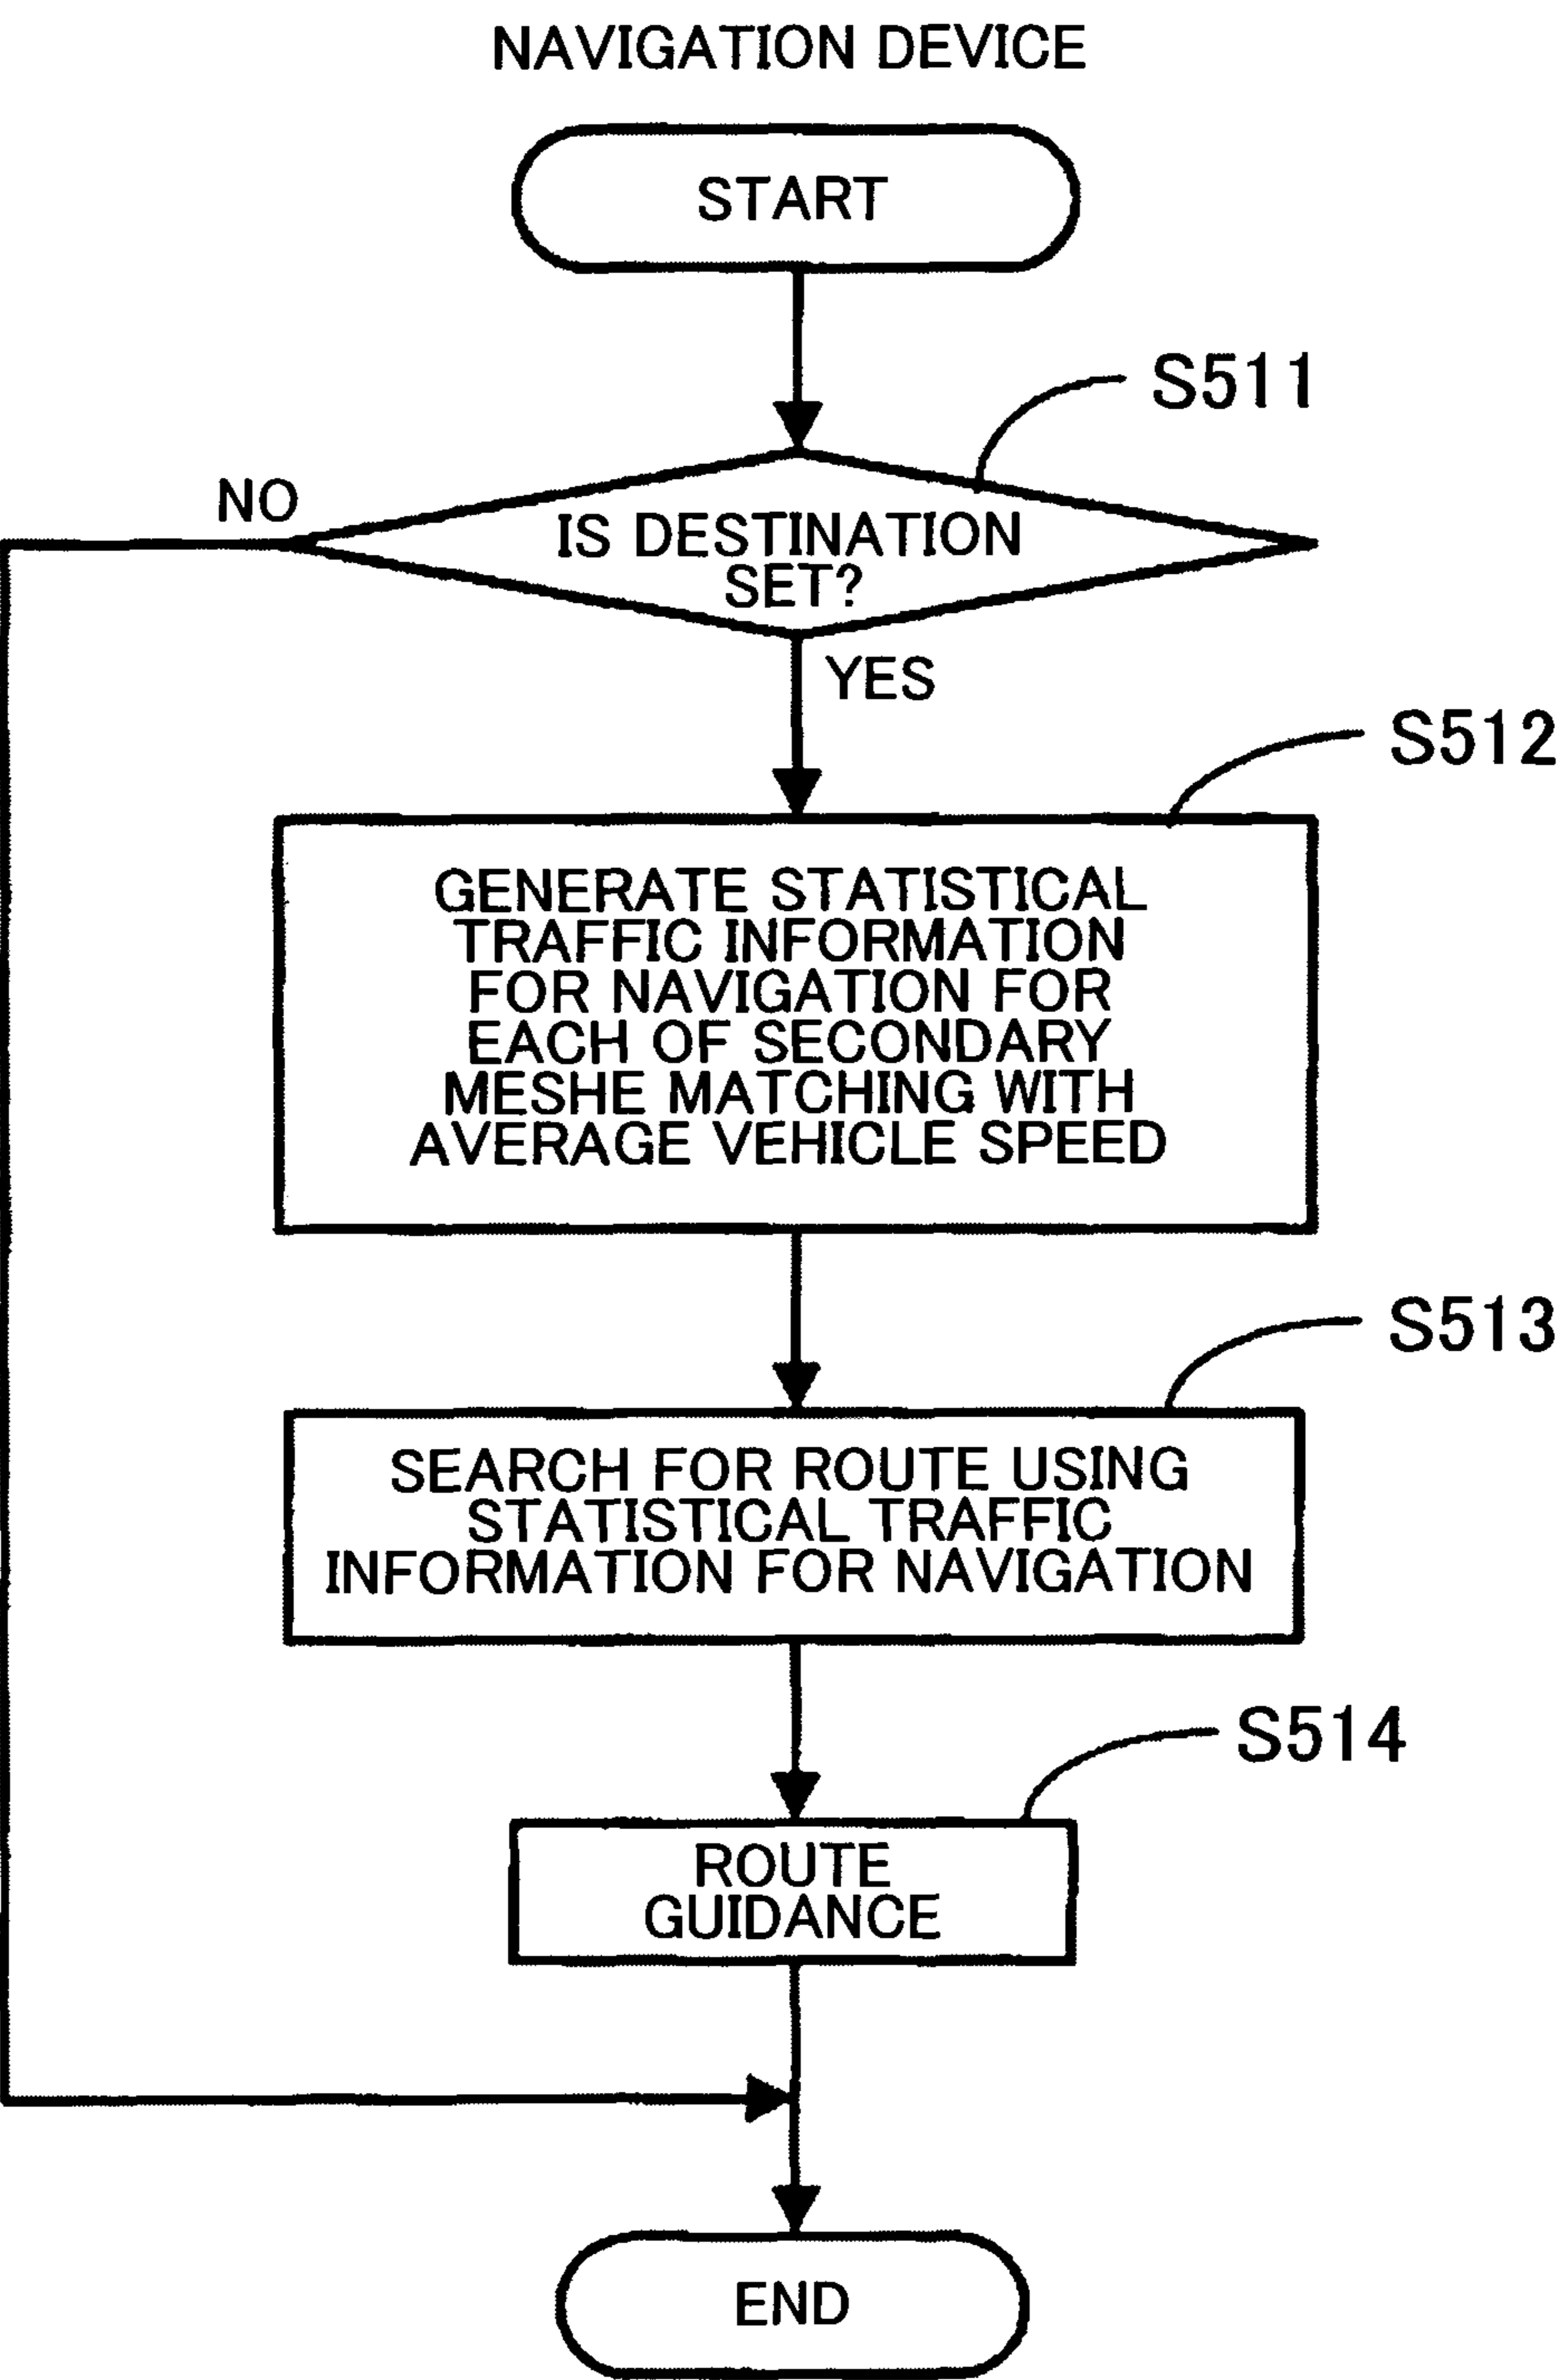 NAVIGATION DEVICE
START
S511
NO
IS DESTINATION
SET?
YES
S512
GENERATE STATISTICAL
TRAFFIC INFORMATION
FOR NAVIGATION FOR
EACH OF SECONDARY
MESHE MATCHING WITH
AVERAGE VEHICLE SPEED
S513
SEARCH FOR ROUTE USING
STATISTICAL TRAFFIC
INFORMATION FOR NAVIGATION
S514
ROUTE
GUIDANCE
END